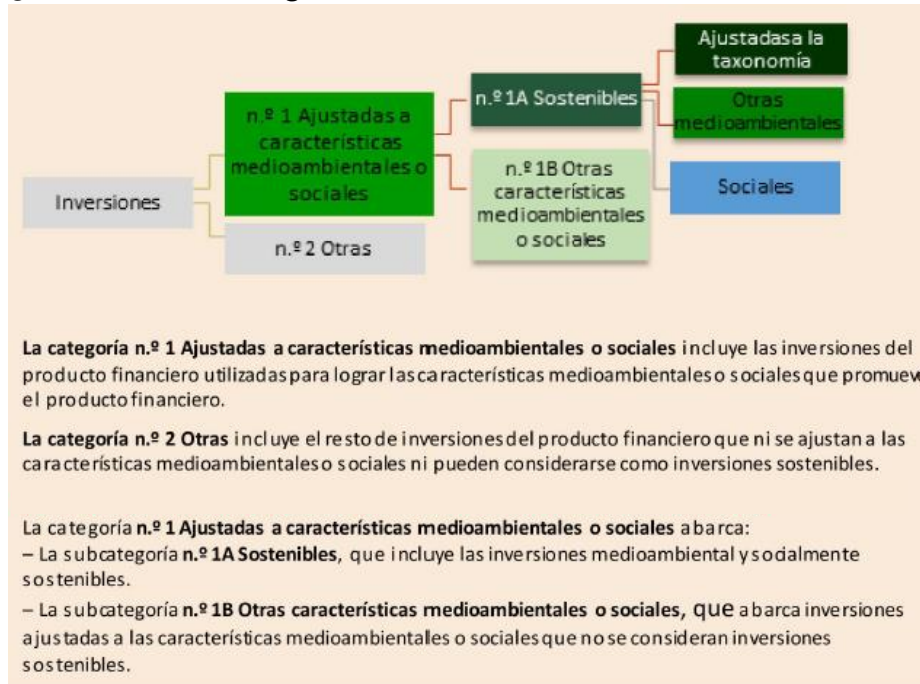 Ajustadasa la
taxonomía
n.º 1A Sostenibles
Otras
medioambientales
n.º 1 Ajustadas a
características
medioambientales o
sociales
n.º 1B Otras
características
medioambientales
o sociales
Sociales
Inversiones
n.º 2 Otras
La categoría n.º 1 Ajustadas a características medioambientales o sociales incluye las inversiones del
producto financiero utilizadas para lograr las características medioambientales o sociales que promueve
el producto financiero.
La categoría n.º 2 Otras incluye el resto de inversiones del producto financiero que ni se ajustan a las
características medioambientales o sociales ni pueden considerarse como inversiones sostenibles.
La categoría n.º 1 Ajustadas a características medioambientales o sociales abarca:
– La subcategoría n.º 1A Sostenibles, que incluye las inversiones medioambiental y socialmente
sostenibles.
– La subcategoría n.º 1B Otras características medioambientales o sociales, que abarca inversiones
ajustadas a las características medioambientales o sociales que no se consideran inversiones
sostenibles.